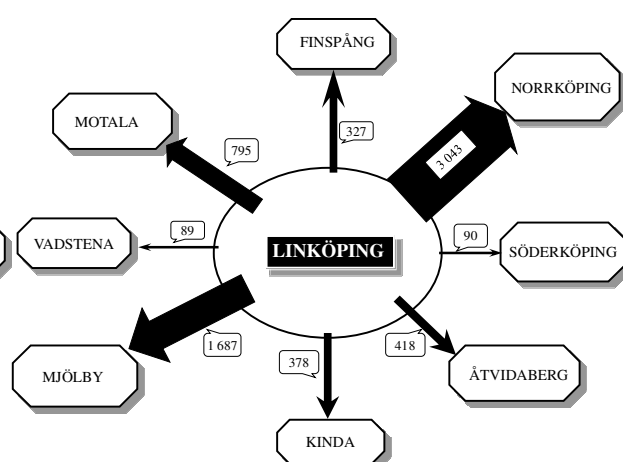 FINSPÅNG
NORRKÖPING
MOTALA
327
795
3 043
89
90
VADSTENA
LINKÖPING
SÖDERKÖPING
1 687
418
378
MJÖLBY
ÅTVIDABERG
KINDA